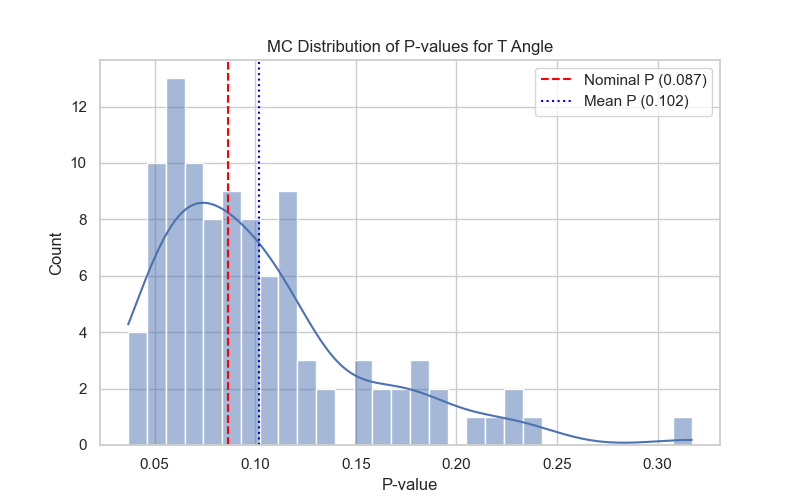 MC Distribution of P-values for T Angle
Nominal P (0.087)
Mean P (0.102)
Count
12
10
8
6
4
2
0
0.05 0.10 0.15 0.20 0.25 0.30
P-value